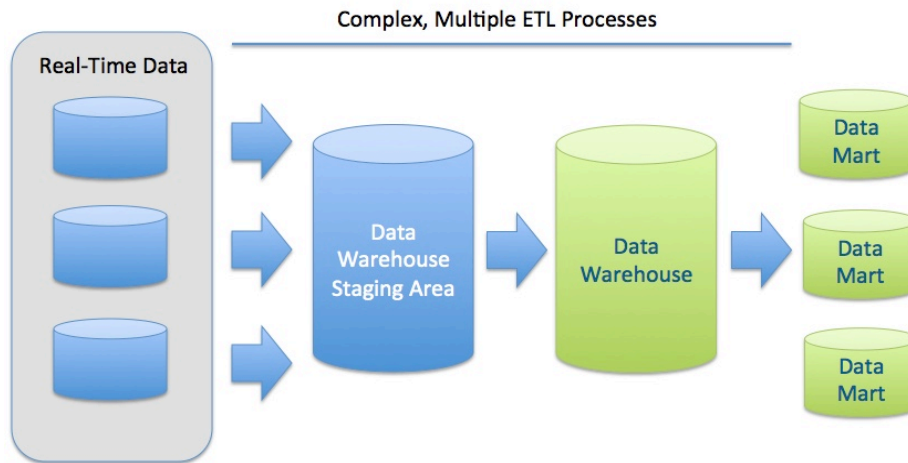 Complex, Multiple ETL Processes
Real-Time Data
Data
Warehouse
Staging Area
Data
Warehouse
Data
Mart
Data
Mart
Data
Mart